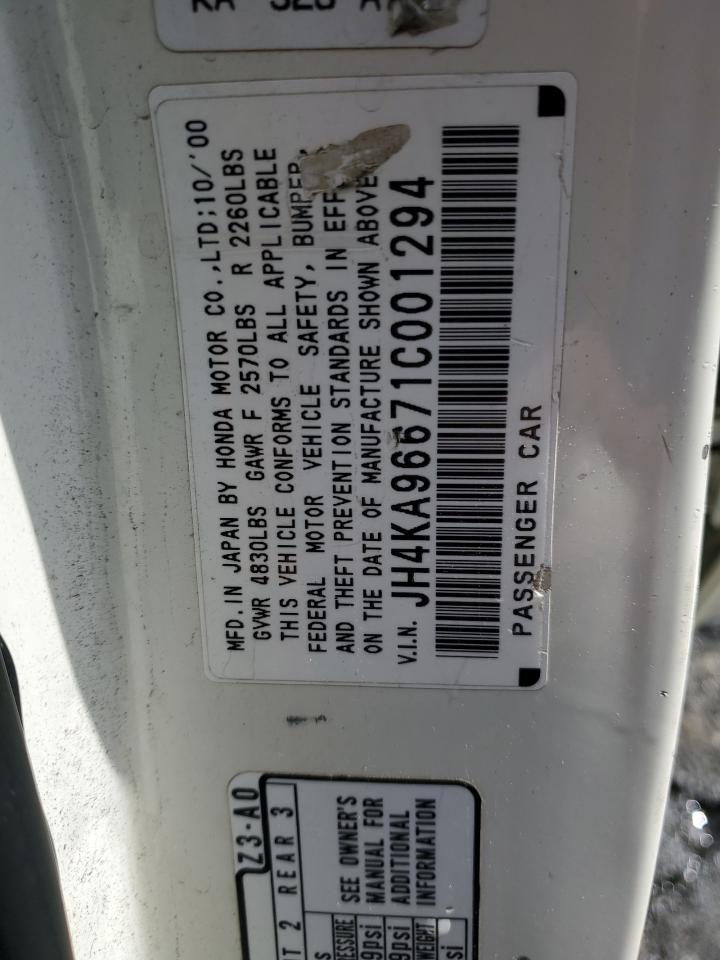 MFD.IN JAPAN BY HONDA MOTOR CO.,LTD;10/'00
GVWR 4830LBS GAWR F 2570LBS R 2260LBS
THIS VEHICLE CONFORMS TO ALL APPLICABLE
FEDERAL MOTOR VEHICLE SAFETY, BUMPER,
AND THEFT PREVENTION STANDARDS IN EFF
ON THE DATE OF MANUFACTURE SHOWN ABOVE
V.I.N. JH4KA96671C001294
PASSENGER CAR
Z3-A0
T 2 REAR 3
SEE OWNER'S
MANUAL FOR
ADDITIONAL
INFORMATION